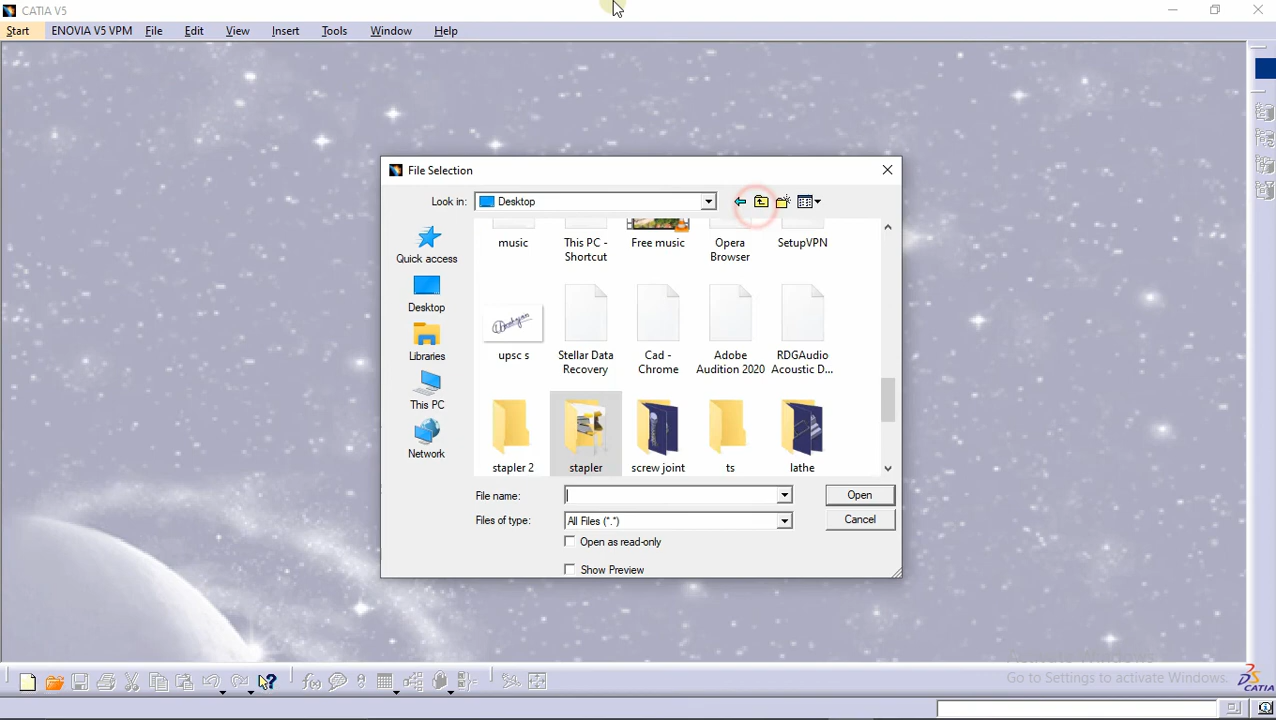 CATIA V5
Start ENOVIA V5 VPM File Edit View Insert Tools Window Help
File Selection
Look in: Desktop
Quick access
Desktop
Libraries
This PC
Network
music
This PC -
Shortcut
Free music
Opera
Browser
SetupVPN
upsc s
Stellar Data
Recovery
Cad -
Chrome
Adobe
Audition 2020
RDGAudio
Acoustic D...
stapler 2
stapler
screw joint
ts
lathe
File name:
Open
Files of type: All Files (*.*)
Cancel
Open as read-only
Show Preview
Activate Windows
Go to Settings to activate Windows.
CATIA